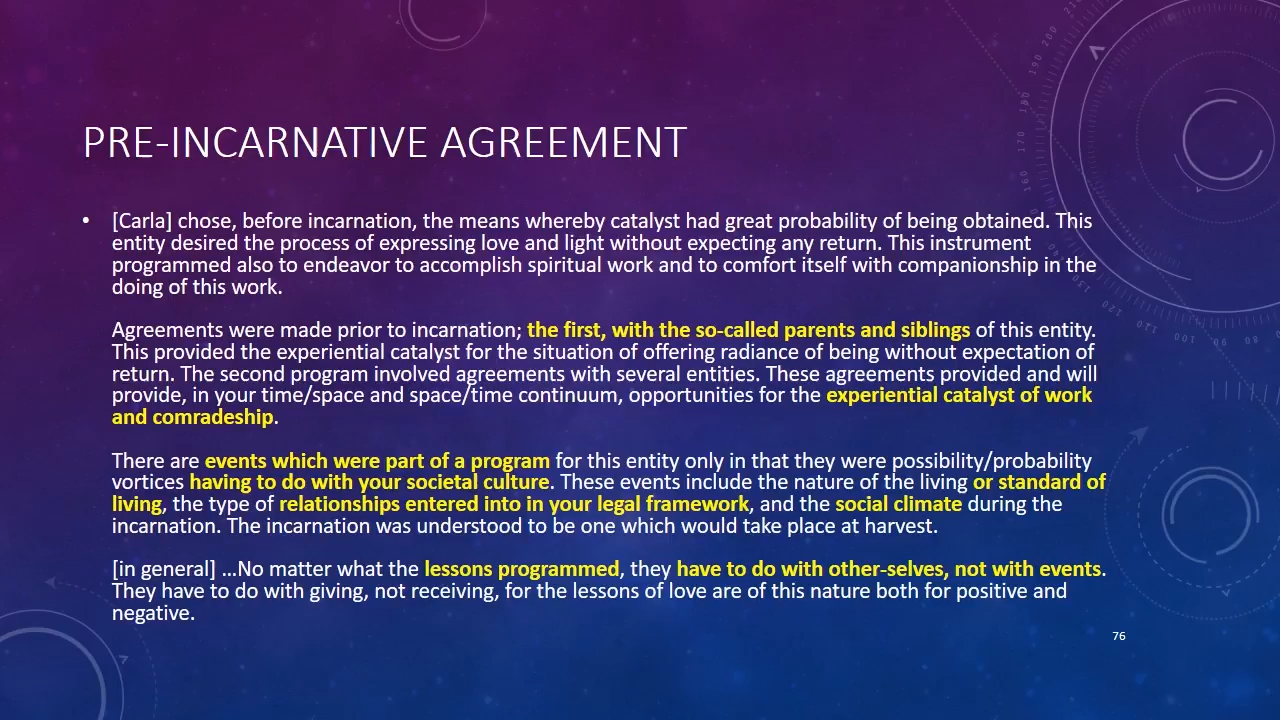 PRE-INCARNATIVE AGREEMENT
• [Carla] chose, before incarnation, the means whereby catalyst had great probability of being obtained. This
entity desired the process of expressing love and light without expecting any return. This instrument
programmed also to endeavor to accomplish spiritual work and to comfort itself with companionship in the
doing of this work.
Agreements were made prior to incarnation; the first, with the so-called parents and siblings of this entity.
This provided the experiential catalyst for the situation of offering radiance of being without expectation of
return. The second program involved agreements with several entities. These agreements provided and will
provide, in your time/space and space/time continuum, opportunities for the experiential catalyst of work
and comradeship.
There are events which were part of a program for this entity only in that they were possibility/probability
vortices having to do with your societal culture. These events include the nature of the living or standard of
living, the type of relationships entered into in your legal framework, and the social climate during the
incarnation. The incarnation was understood to be one which would take place at harvest.
[in general] …No matter what the lessons programmed, they have to do with other-selves, not with events.
They have to do with giving, not receiving, for the lessons of love are of this nature both for positive and
negative.
76
200
190
180
170
160
130
120
110
100
90
80